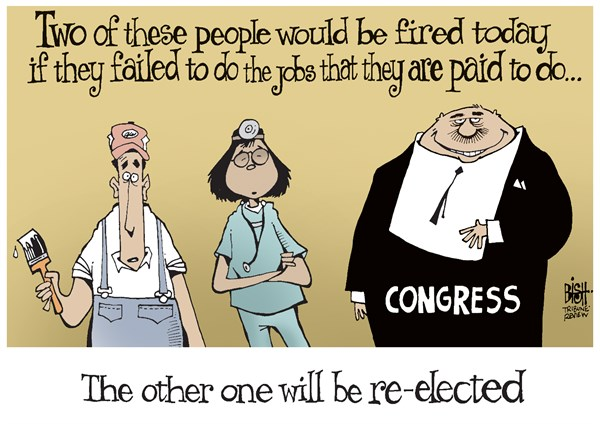 Two of these people would be fired today
if they failed to do the jobs that they are paid to do...
CONGRESS
BISH.
TRIBUNE-
REVIEW
The other one will be re-elected